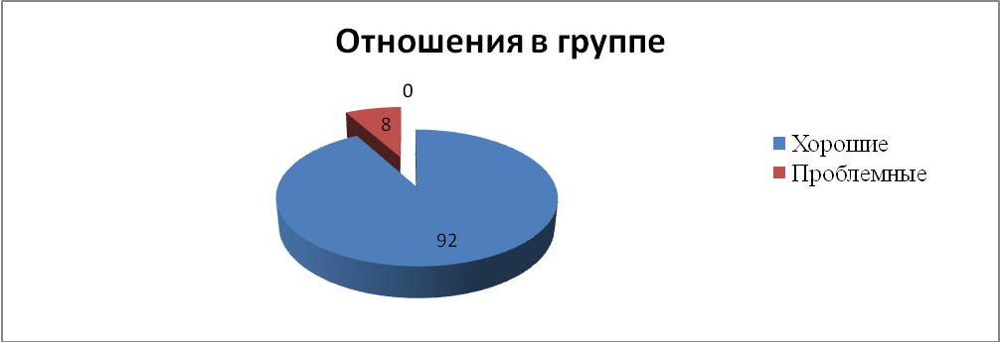 Отношения в группе
0
8
92
Хорошие
Проблемные